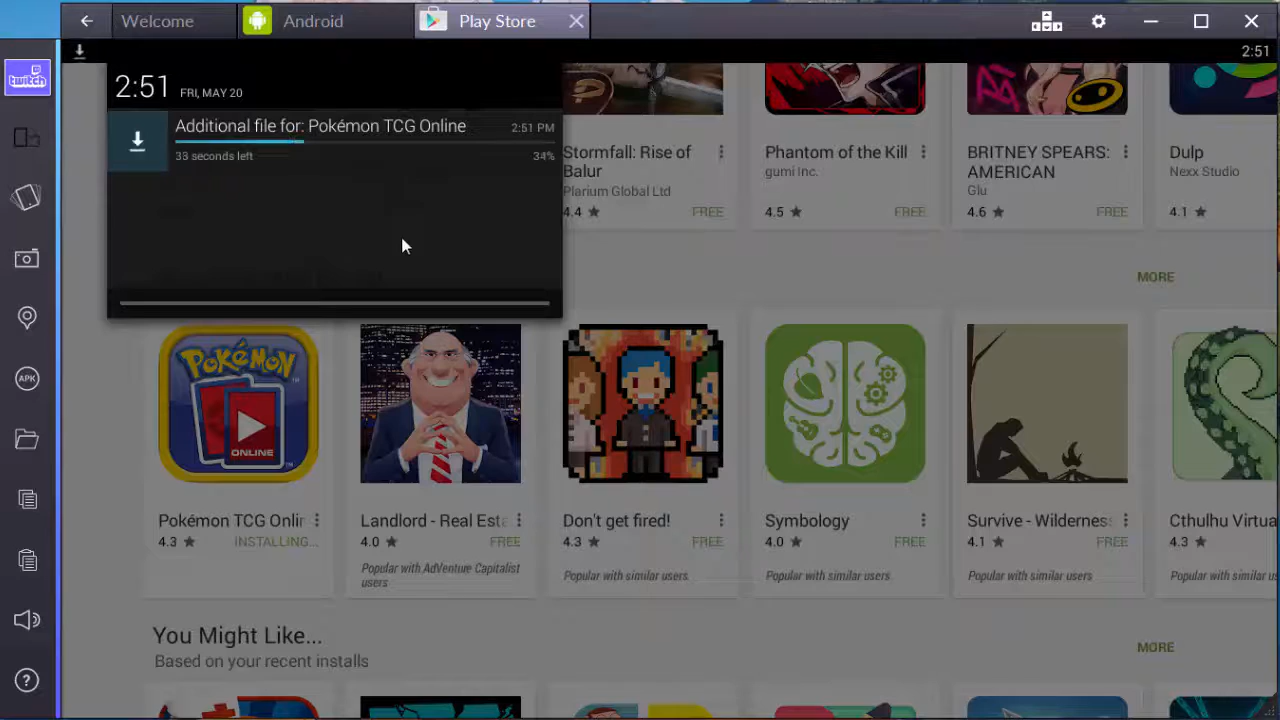 Welcome
Android
Play Store
twitch
2:51
2:51 FRI, MAY 20
Additional file for: Pokémon TCG Online 2:51 PM
33 seconds left 34%
Stormfall: Rise of
Balur
Plarium Global Ltd
4.4 ★ FREE
Phantom of the Kill
gumi Inc.
4.5 ★ FREE
BRITNEY SPEARS:
AMERICAN
Glu
4.6 ★ FREE
Dulp
Nexx Studio
4.1 ★
APK
MORE
POKÉMON
ONLINE
Pokémon TCG Onlin
4.3 ★ INSTALLING...
Landlord - Real Esta
4.0 ★ FREE
Popular with AdVenture Capitalist
users
Don't get fired!
4.3 ★ FREE
Popular with similar users
Symbology
4.0 ★ FREE
Popular with similar users
Survive - Wilderness
4.1 ★ FREE
Popular with similar users
Cthulhu Virtua
4.3 ★
Popular with similar us
You Might Like...
Based on your recent installs
MORE